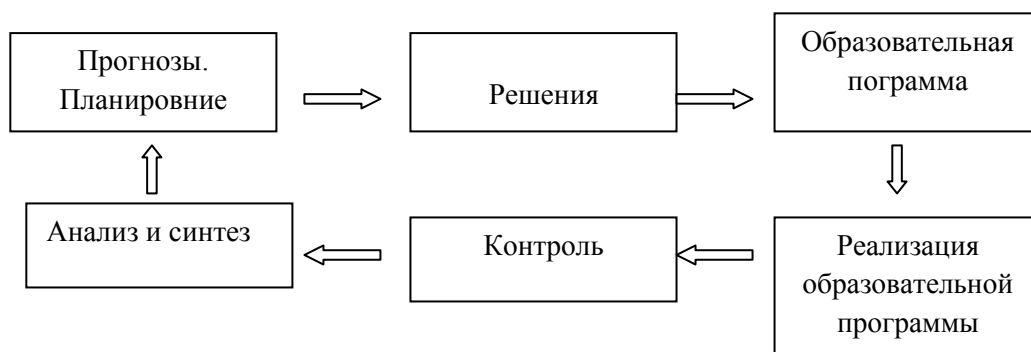 Прогнозы.
Планировние
Решения
Образовательная
пограмма
Анализ и синтез
Контроль
Реализация
образовательной
программы